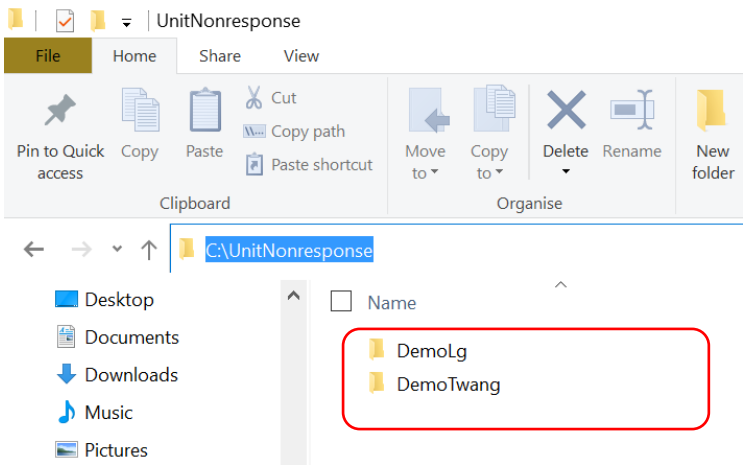 UnitNonresponse
File Home Share View
Pin to Quick access
Copy
Paste
Cut
Copy path
Paste shortcut
Move to
Copy to
Delete
Rename
New folder
Clipboard
Organise
C:\UnitNonresponse
Desktop
Documents
Downloads
Music
Pictures
Name
DemoLg
DemoTwang